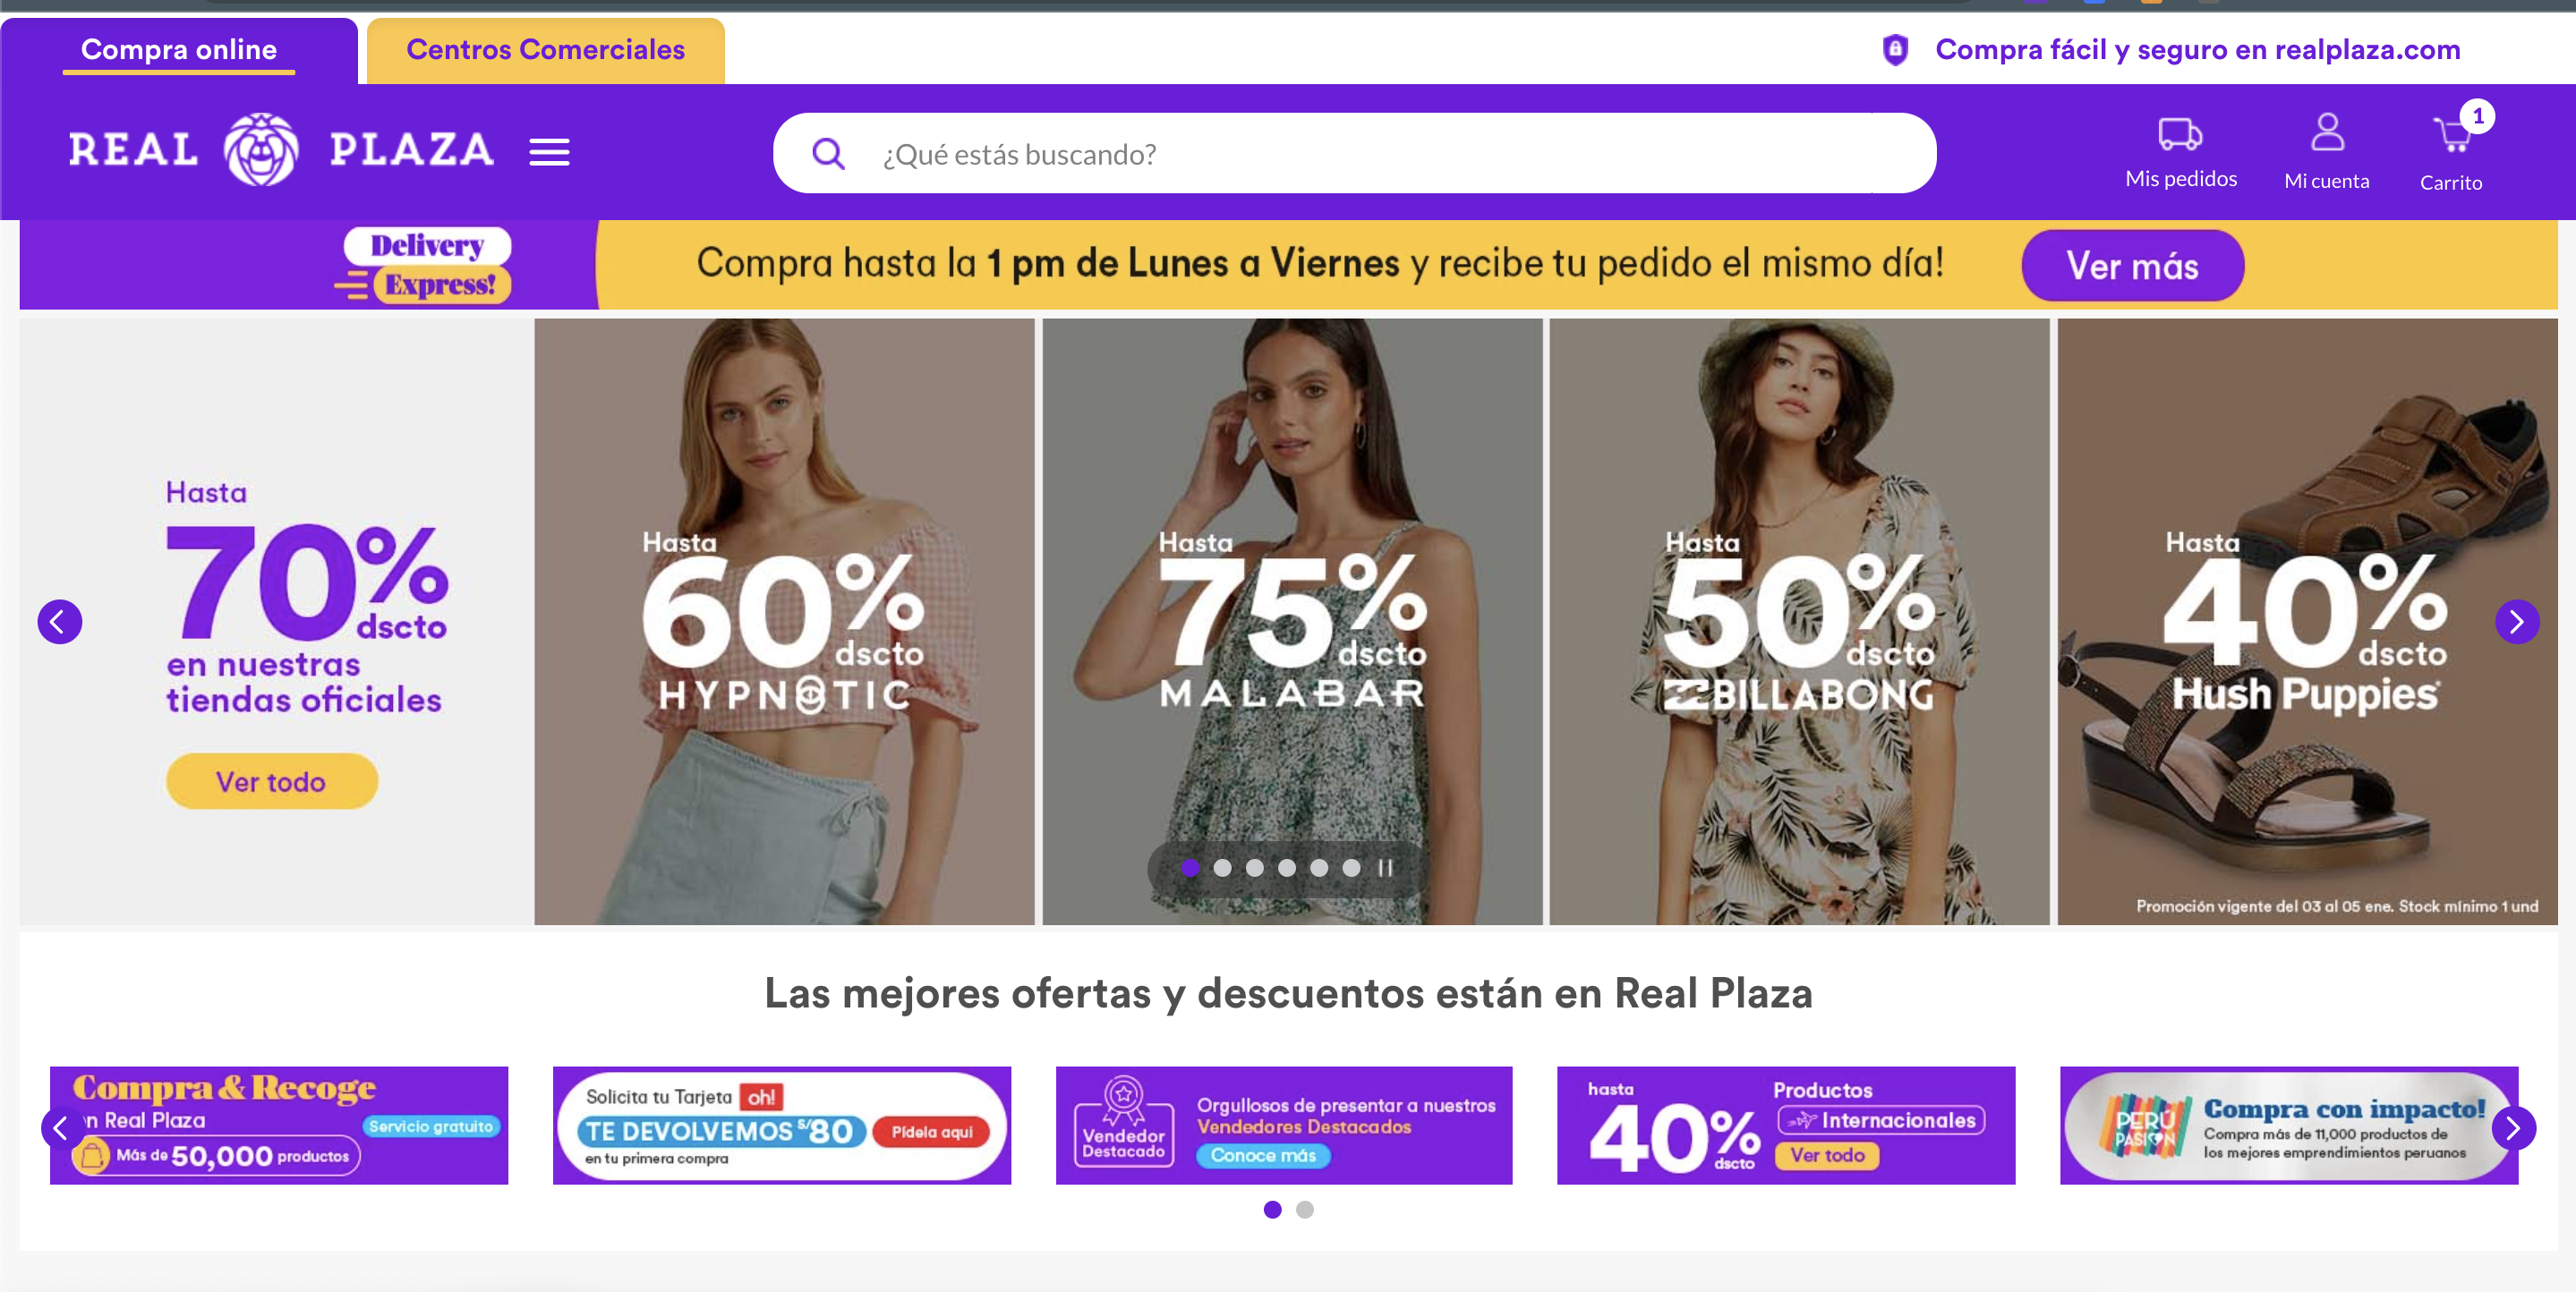 Compra online
Centros Comerciales
Compra fácil y seguro en realplaza.com
REAL PLAZA
¿Qué estás buscando?
Mis pedidos
Mi cuenta
1
Carrito
Delivery
Express!
Compra hasta la 1 pm de Lunes a Viernes y recibe tu pedido el mismo día!
Ver más
Hasta
70%
dscto
en nuestras
tiendas oficiales
Ver todo
Hasta
60%
dscto
HYPNOTIC
Hasta
75%
dscto
MALABAR
Hasta
50%
dscto
BILLABONG
Hasta
40%
dscto
Hush Puppies
Promoción vigente del 03 al 05 ene. Stock mínimo 1 und
Las mejores ofertas y descuentos están en Real Plaza
Compra & Recoge
n Real Plaza
Servicio gratuito
Más de 50,000 productos
Solicita tu Tarjeta oh!
TE DEVOLVEMOS S/80
Pídela aqui
en tu primera compra
Vendedor
Destacado
Orgullosos de presentar a nuestros
Vendedores Destacados
Conoce más
hasta
40%
dscto
Productos
Internacionales
Ver todo
PERÚ
PASIÓN
Compra con impacto!
Compra más de 11,000 productos de
los mejores emprendimientos peruanos